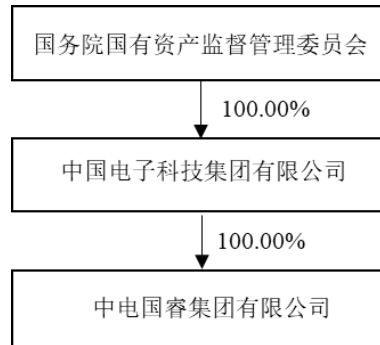 国务院国有资产监督管理委员会
100.00%
中国电子科技集团有限公司
100.00%
中电国睿集团有限公司